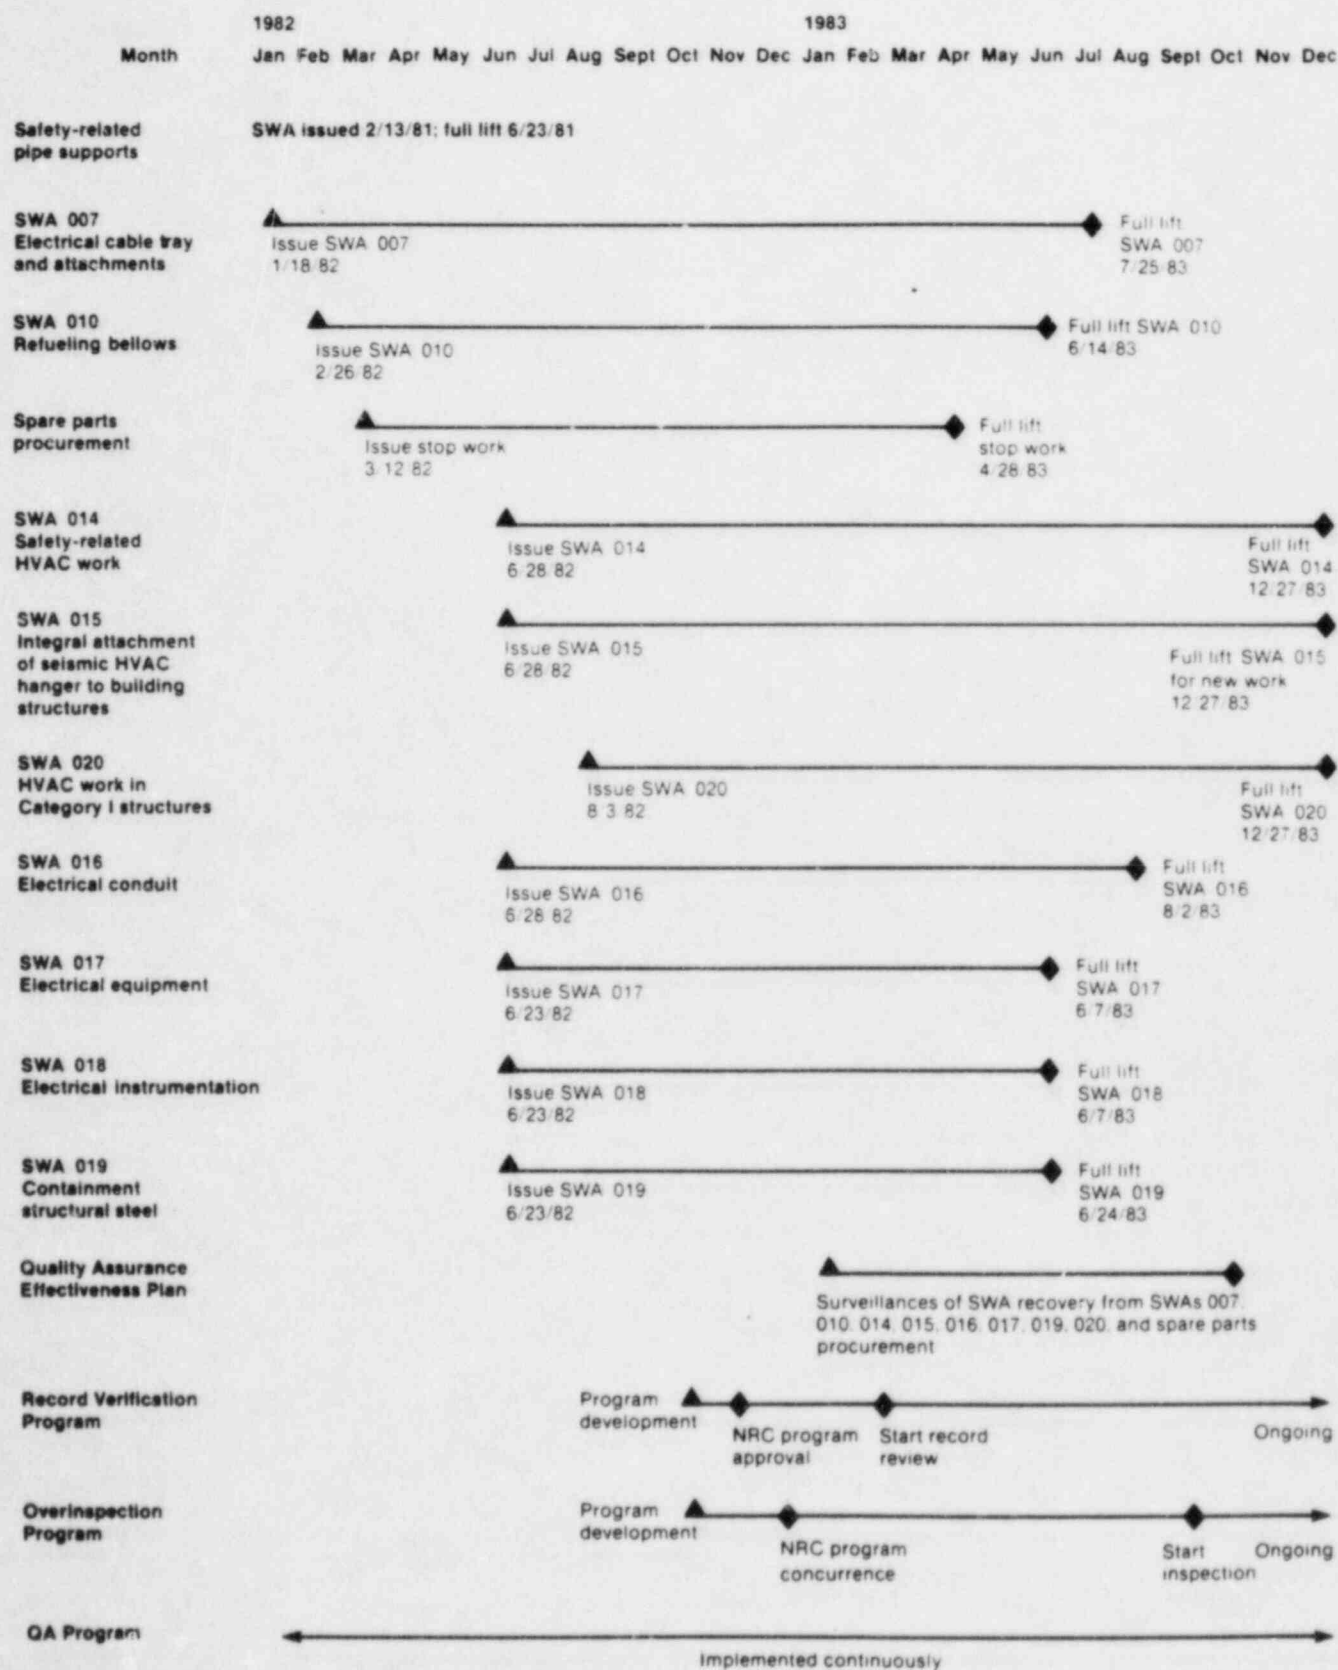 1982 1983
Month Jan Feb Mar Apr May Jun Jul Aug Sept Oct Nov Dec Jan Feb Mar Apr May Jun Jul Aug Sept Oct Nov Dec
Safety-related
pipe supports
SWA issued 2/13/81; full lift 6/23/81
SWA 007
Electrical cable tray
and attachments
Issue SWA 007
1/18/82
Full lift
SWA 007
7/25/83
SWA 010
Refueling bellows
Issue SWA 010
2/26/82
Full lift SWA 010
6/14/83
Spare parts
procurement
Issue stop work
3/12/82
Full lift
stop work
4/28/83
SWA 014
Safety-related
HVAC work
Issue SWA 014
6/28/82
Full lift
SWA 014
12/27/83
SWA 015
Integral attachment
of seismic HVAC
hanger to building
structures
Issue SWA 015
6/28/82
Full lift SWA 015
for new work
12/27/83
SWA 020
HVAC work in
Category I structures
Issue SWA 020
8/3/82
Full lift
SWA 020
12/27/83
SWA 016
Electrical conduit
Issue SWA 016
6/28/82
Full lift
SWA 016
8/2/83
SWA 017
Electrical equipment
Issue SWA 017
6/23/82
Full lift
SWA 017
6/7/83
SWA 018
Electrical instrumentation
Issue SWA 018
6/23/82
Full lift
SWA 018
6/7/83
SWA 019
Containment
structural steel
Issue SWA 019
6/23/82
Full lift
SWA 019
6/24/83
Quality Assurance
Effectiveness Plan
Surveillances of SWA recovery from SWAs 007,
010, 014, 015, 016, 017, 019, 020, and spare parts
procurement
Record Verification
Program
Program
development
NRC program
approval
Start record
review
Ongoing
Overinspection
Program
Program
development
NRC program
concurrence
Start
inspection
Ongoing
QA Program
Implemented continuously